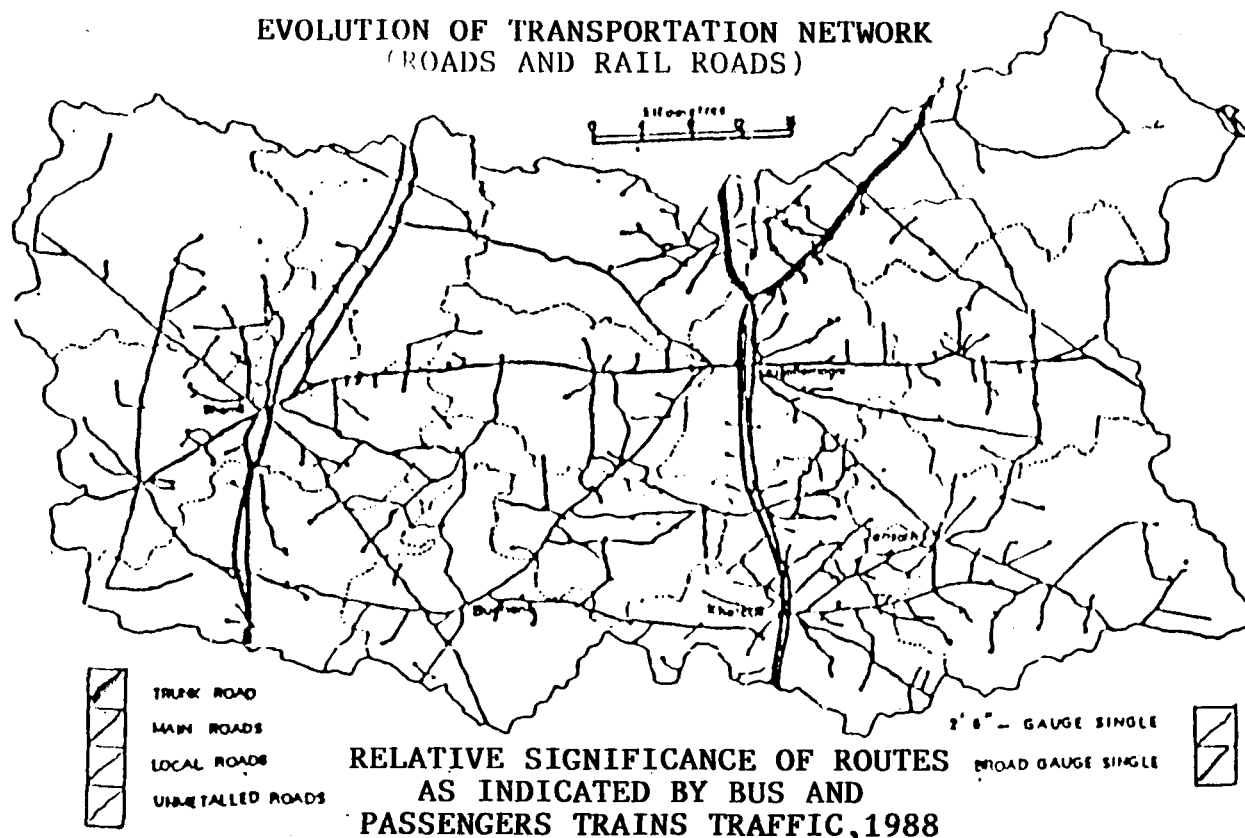 EVOLUTION OF TRANSPORTATION NETWORK
(ROADS AND RAIL ROADS)
Kilometres
TRUNK ROAD
MAIN ROADS
LOCAL ROADS
UNMETALLED ROADS
2' 6" — GAUGE SINGLE
BROAD GAUGE SINGLE
RELATIVE SIGNIFICANCE OF ROUTES
AS INDICATED BY BUS AND
PASSENGERS TRAINS TRAFFIC,1988